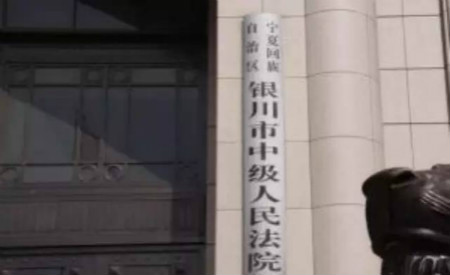 宁夏回族
自治区
银川市中级人民法院